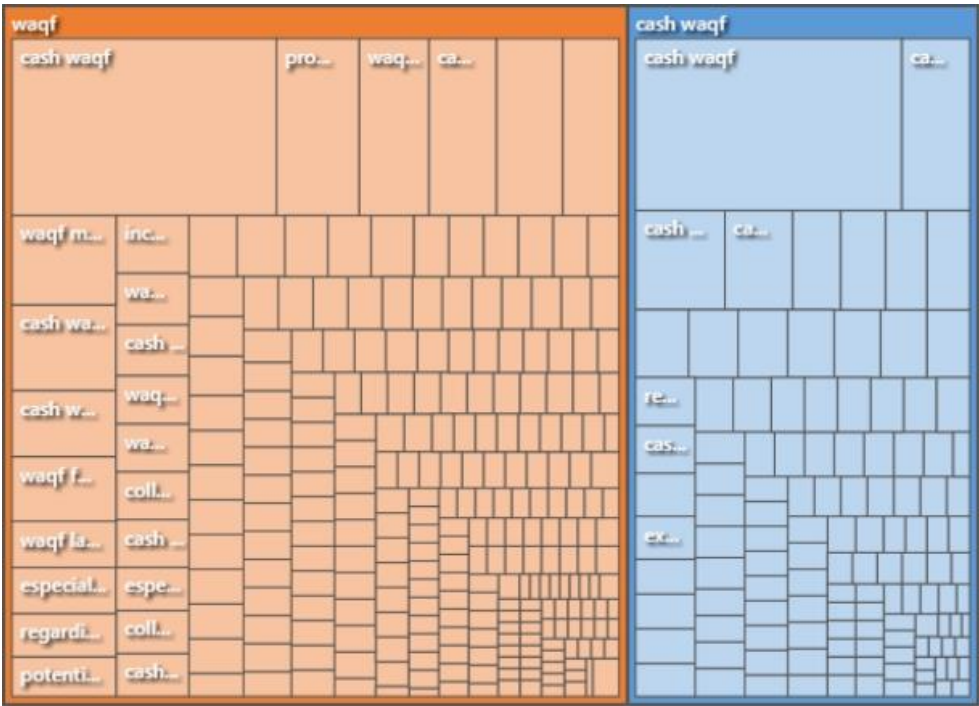 waqf
cash waqf
pro...
waq...
ca...
waqf m...
cash wa...
cash w...
waqf f...
waqf la...
especial...
regardi...
potenti...
inc...
wa...
cash ...
waq...
wa...
coll...
cash ...
espe...
coll...
cash...
cash waqf
cash waqf
ca...
cash ...
ca...
re...
cas...
ex...